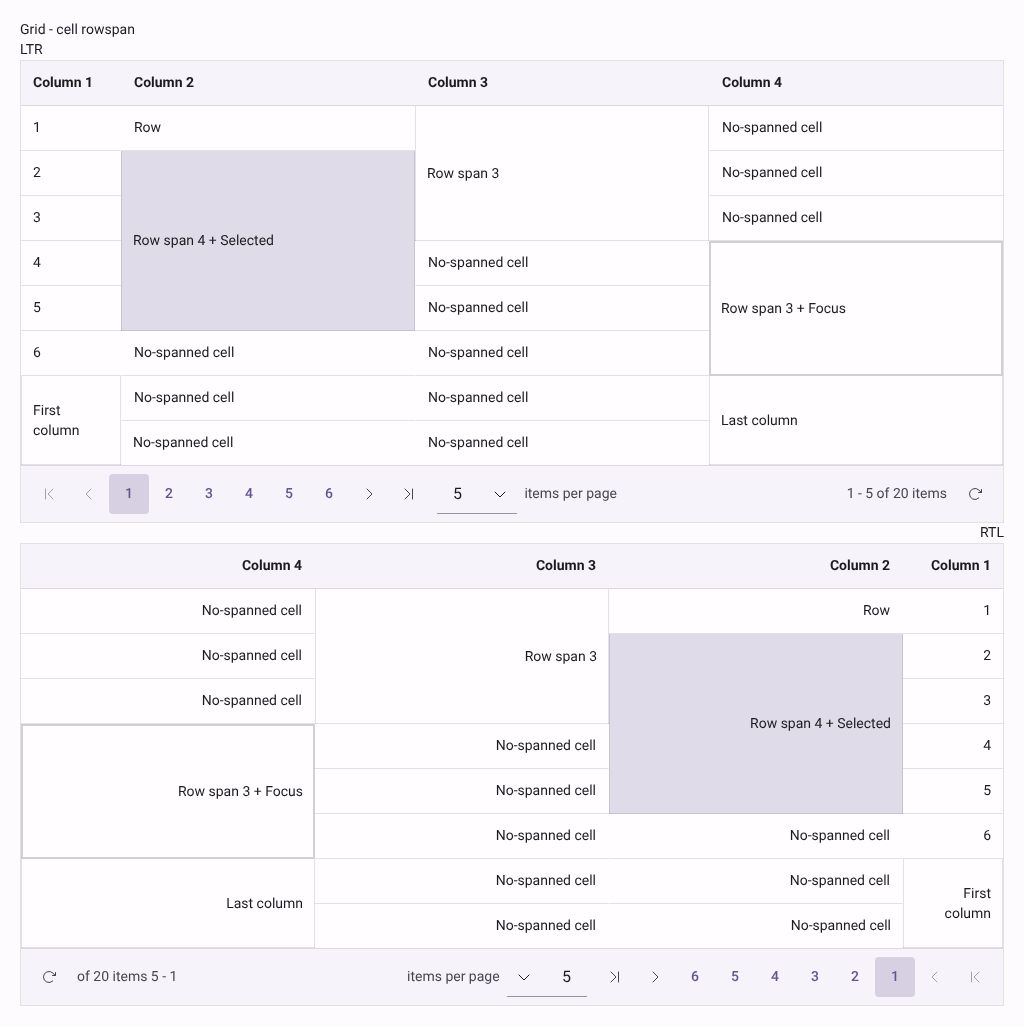 Grid - cell rowspan
LTR
Column 1 Column 2 Column 3 Column 4
1 Row No-spanned cell
2 Row span 3 No-spanned cell
3 No-spanned cell
Row span 4 + Selected
4 No-spanned cell
5 No-spanned cell Row span 3 + Focus
6 No-spanned cell No-spanned cell
No-spanned cell No-spanned cell
First
column
Last column
No-spanned cell No-spanned cell
1 2 3 4 5 6 5 items per page 1 - 5 of 20 items
RTL
Column 4 Column 3 Column 2 Column 1
No-spanned cell Row 1
No-spanned cell Row span 3 2
No-spanned cell 3
Row span 4 + Selected
No-spanned cell 4
Row span 3 + Focus No-spanned cell 5
No-spanned cell No-spanned cell 6
No-spanned cell No-spanned cell
First
column
Last column
No-spanned cell No-spanned cell
of 20 items 5 - 1 items per page 5 6 5 4 3 2 1